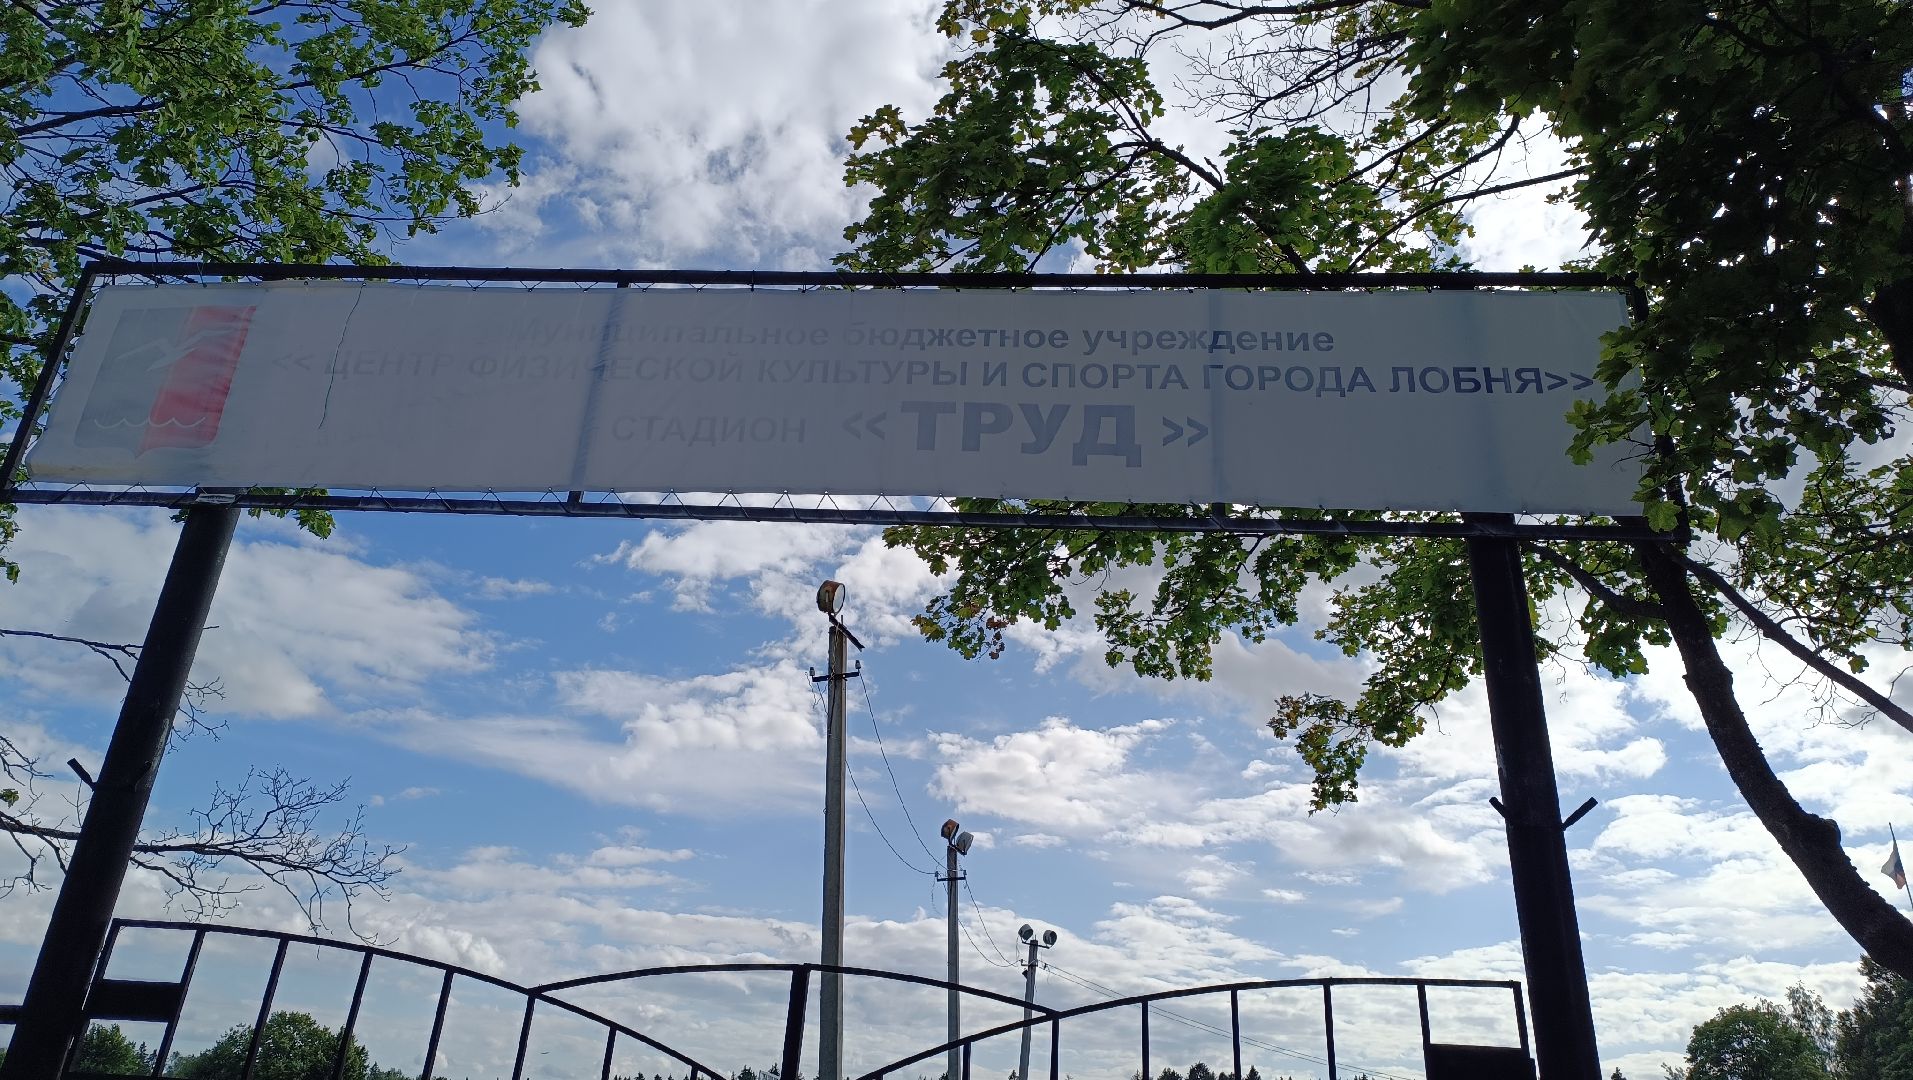 Муниципальное бюджетное учреждение
<< ЦЕНТР ФИЗИЧЕСКОЙ КУЛЬТУРЫ И СПОРТА ГОРОДА ЛОБНЯ>>
СТАДИОН << ТРУД >>